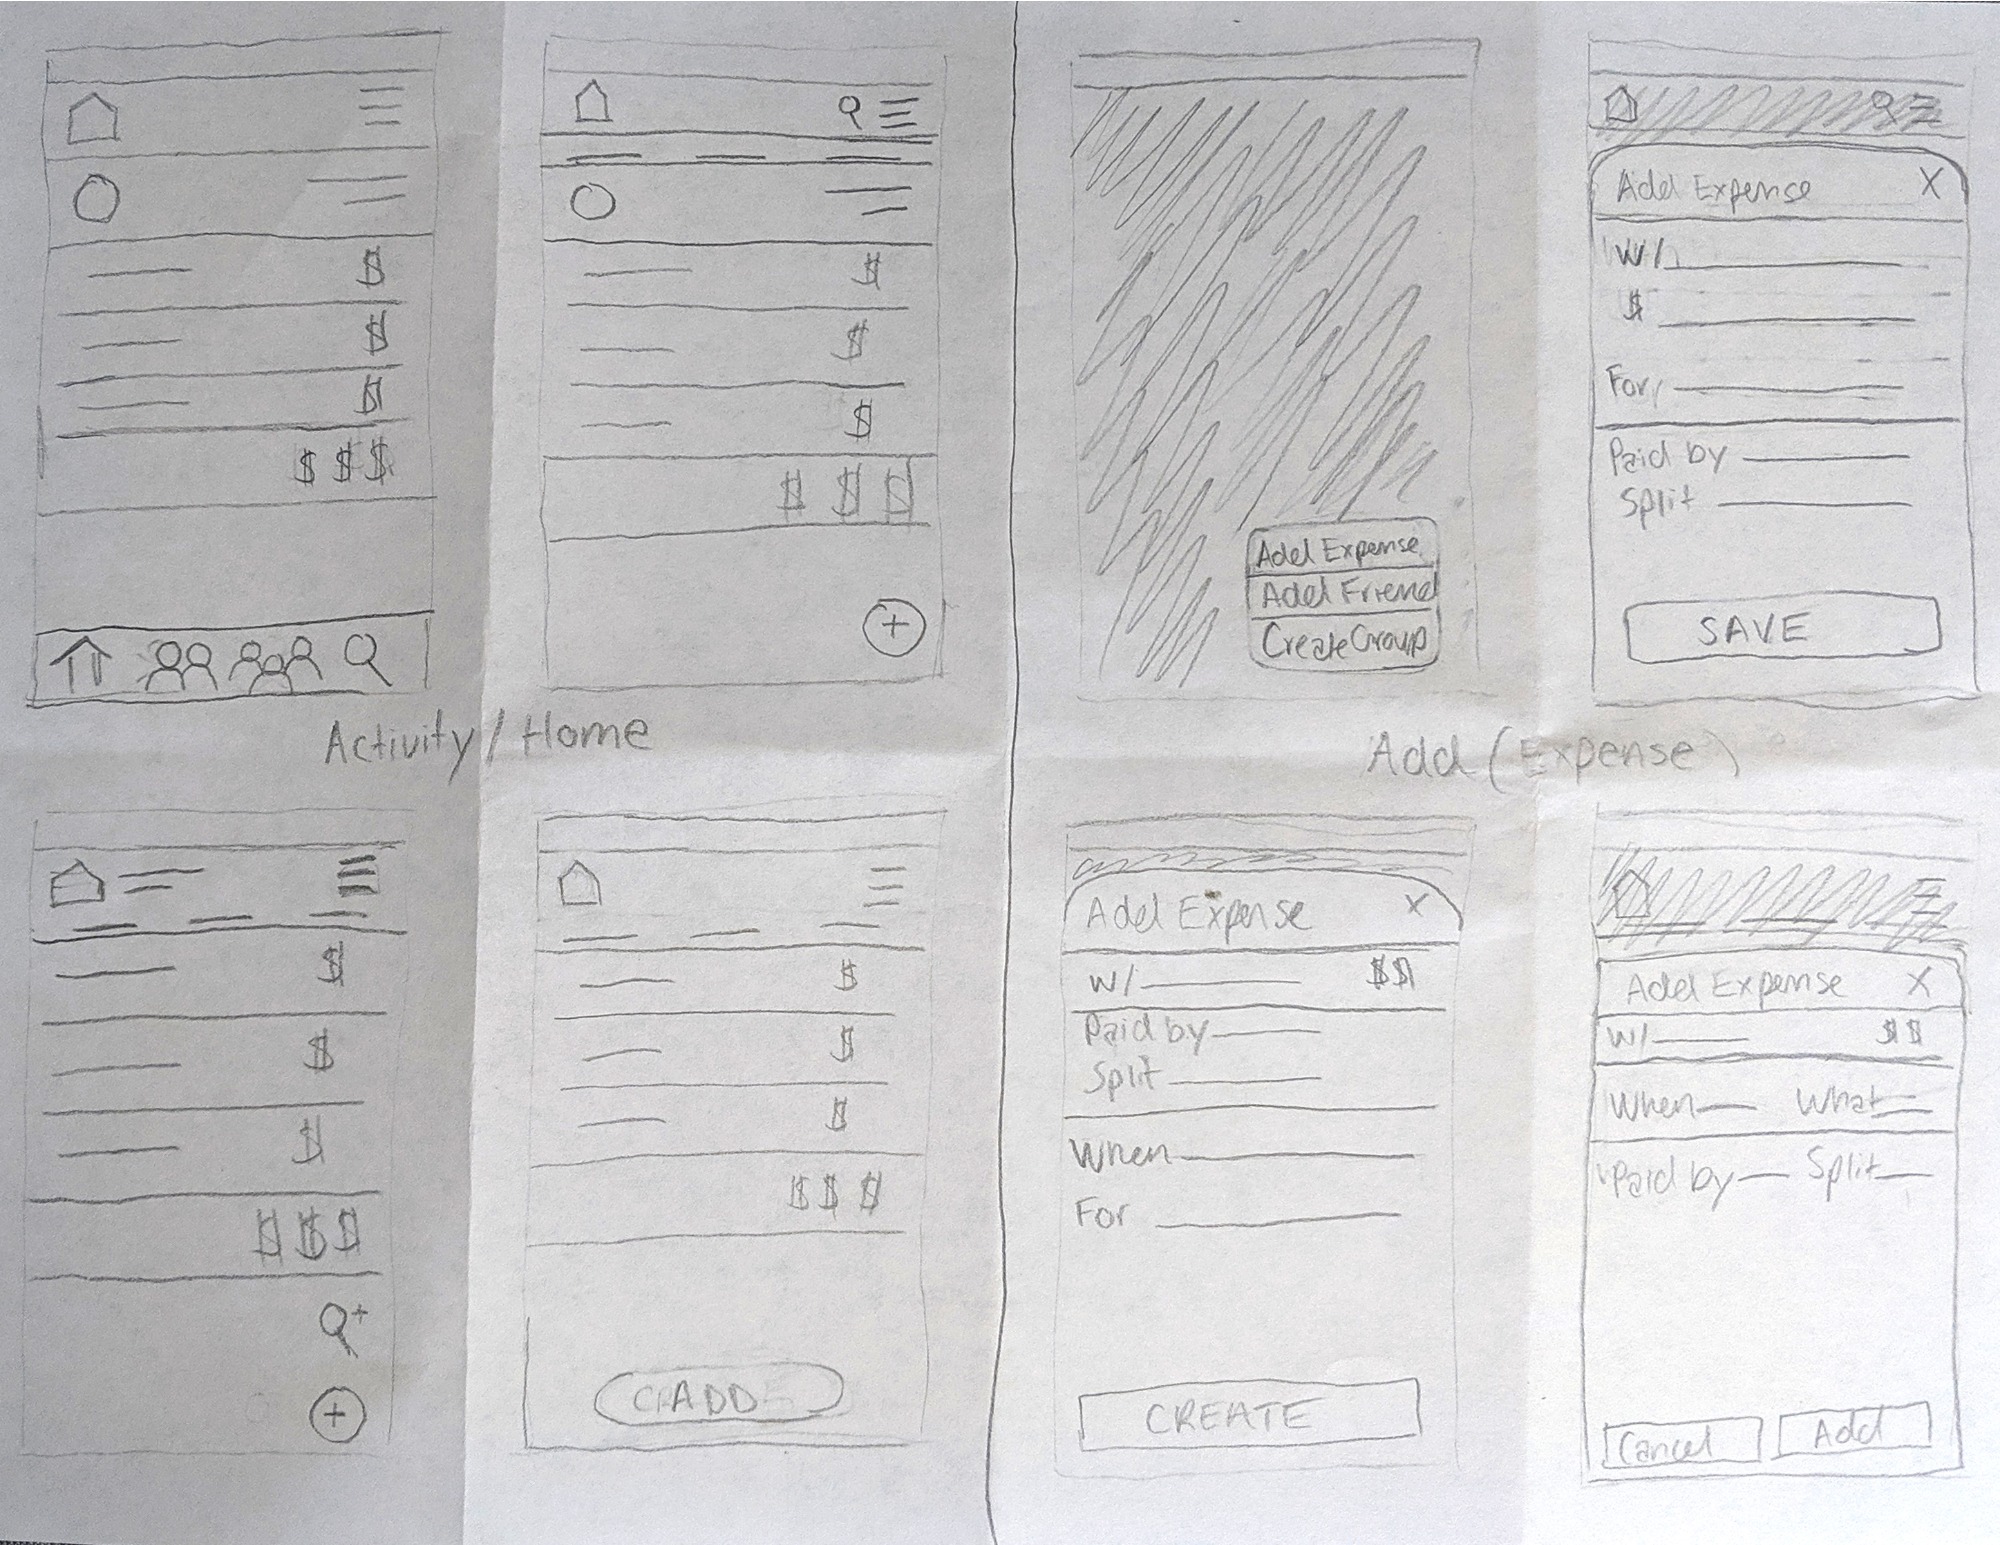 $
$
$
$ $ $
Activity / Home
$
$
$
$ $ $
+
Add Expense
Add Friend
Create Group
Add (Expense)
Add Expense X
W/
$
For
Paid by
Split
SAVE
$
$
$
$ $ $
+
+
$
$
$
$ $ $
ADD
Add Expense X
W/ $$
Paid by
Split
When
For
CREATE
Add Expense X
W/ $$
When What
Paid by Split
Cancel Add